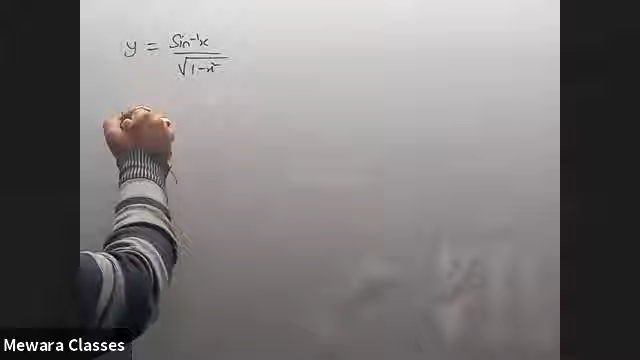 y = Sin⁻¹x / √1-x²
Mewara Classes